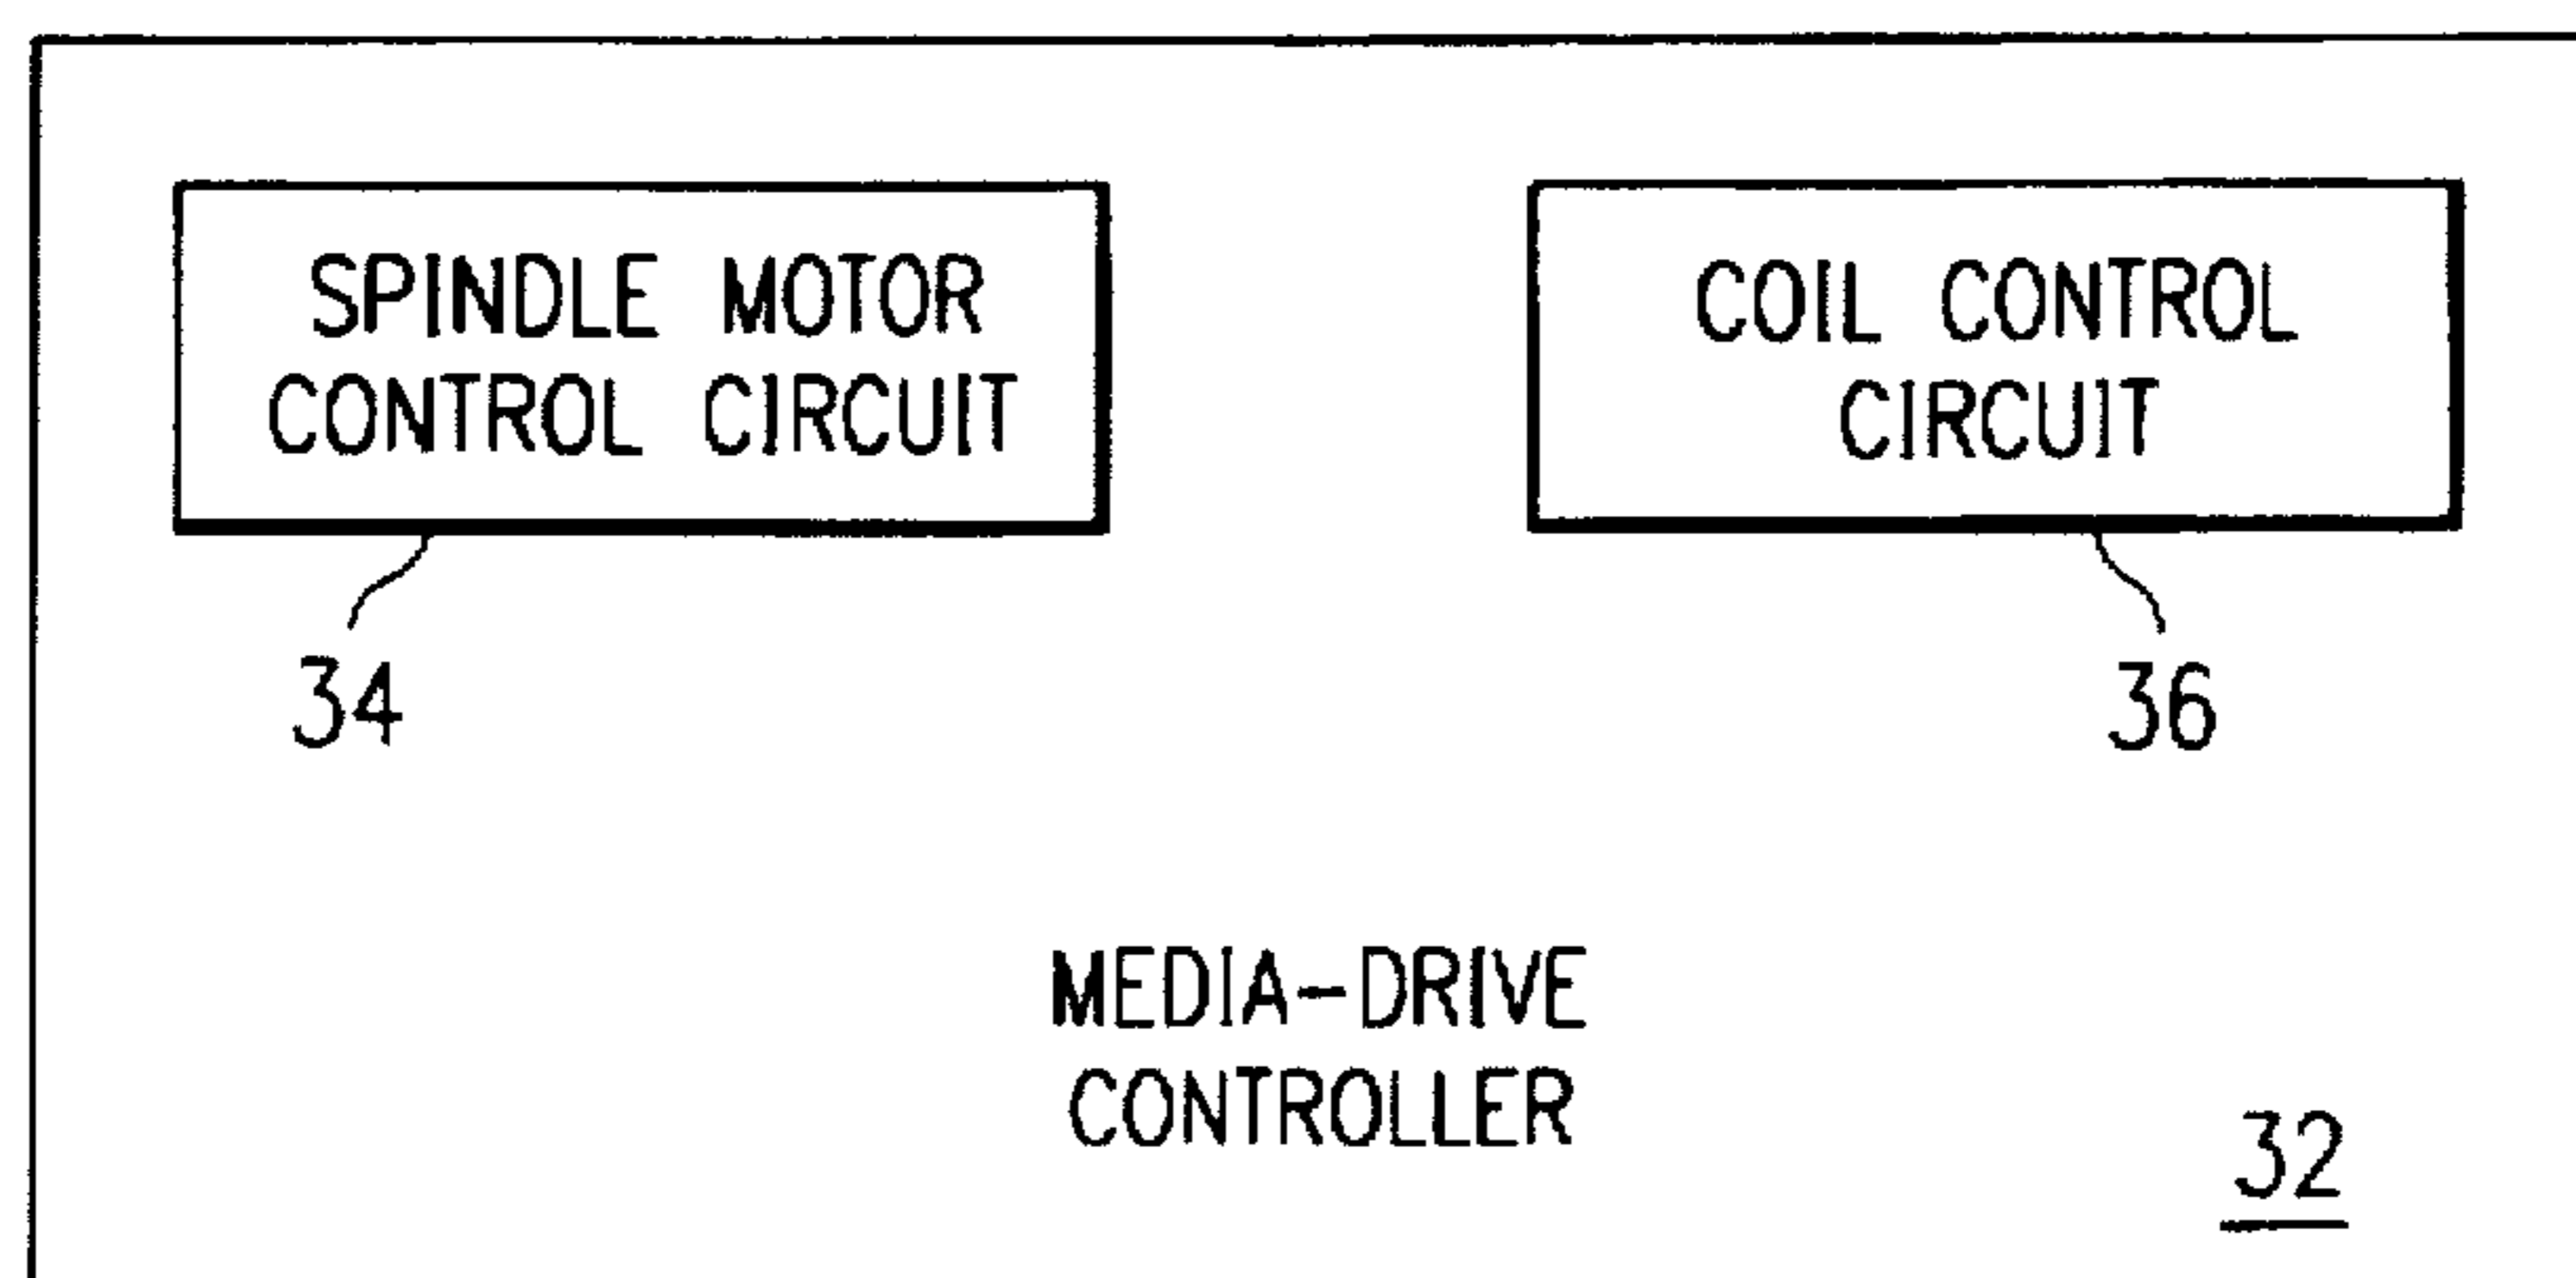 SPINDLE MOTOR
CONTROL CIRCUIT
COIL CONTROL
CIRCUIT
34
36
MEDIA-DRIVE
CONTROLLER
32